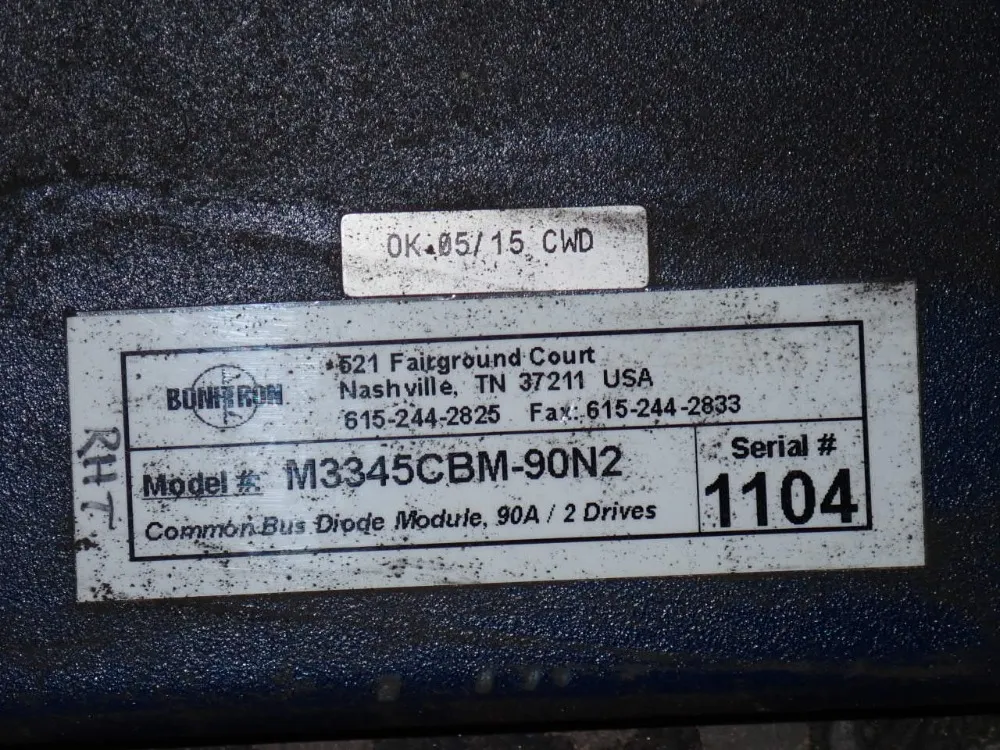 OK 05/15 CWD
BONITRON
521 Fairground Court
Nashville, TN 37211 USA
615-244-2825 Fax: 615-244-2833
RHT
Model #: M3345CBM-90N2
Common Bus Diode Module, 90A / 2 Drives
Serial #
1104